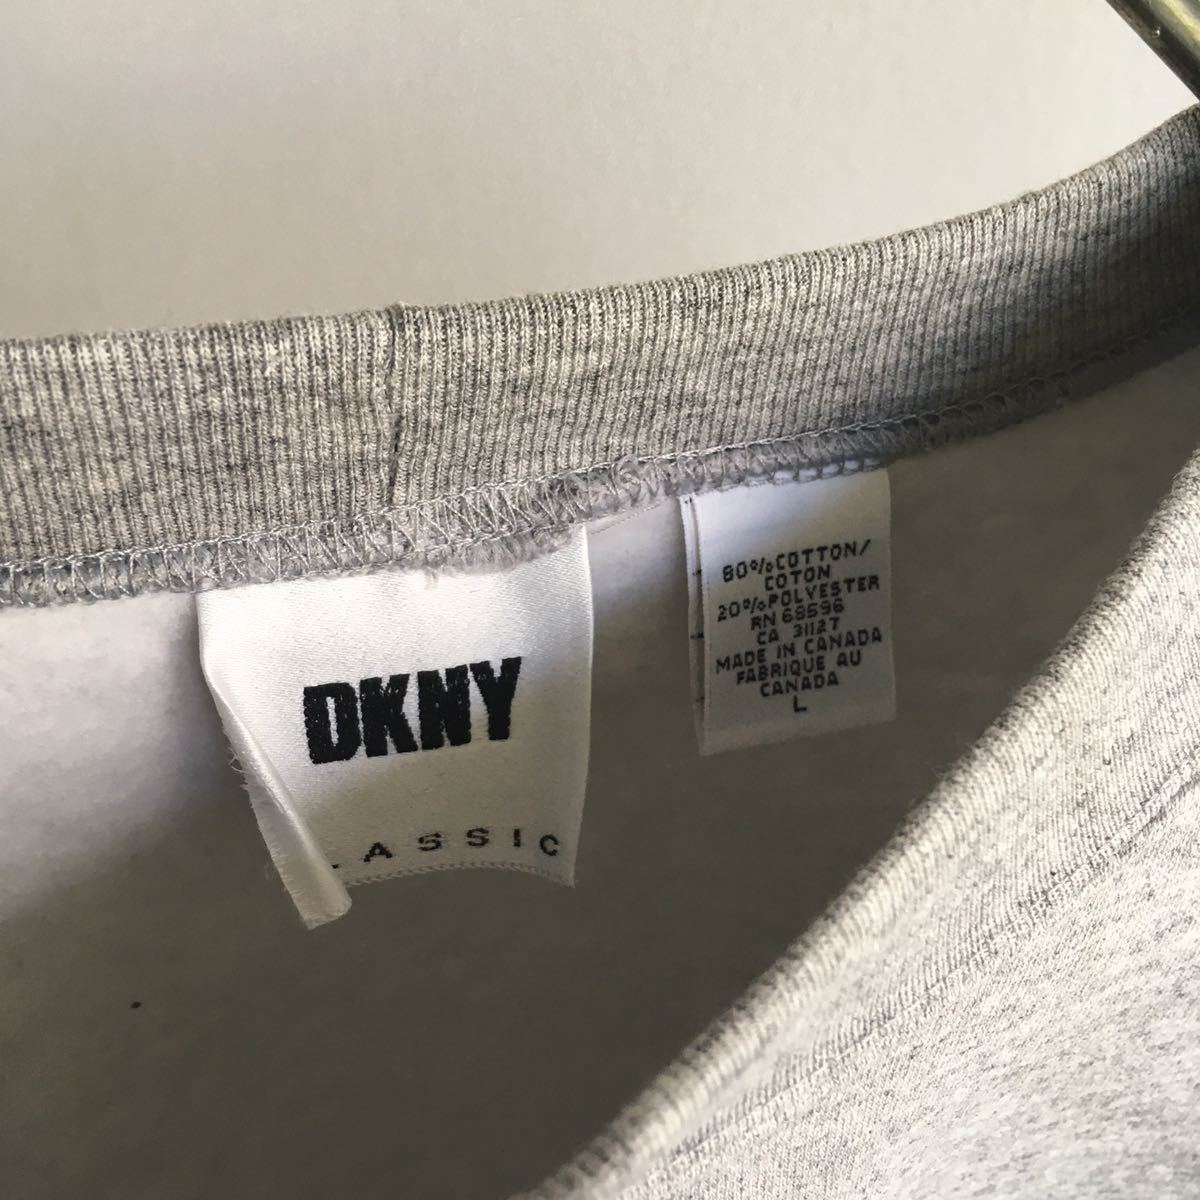 DKNY
LASSIC
80%COTTON/
COTON
20%POLYESTER
RN 68596
CA 31127
MADE IN CANADA
FABRIQUE AU
CANADA
L